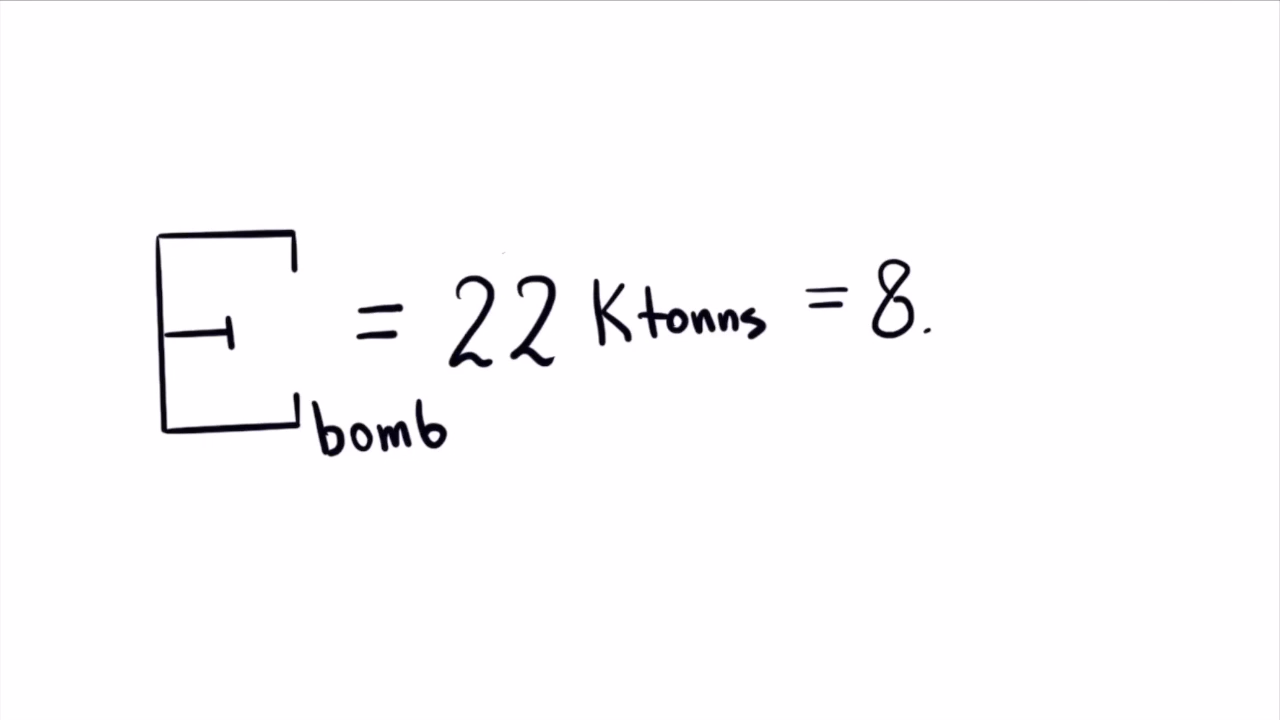 E bomb = 22 Ktonns = 8.